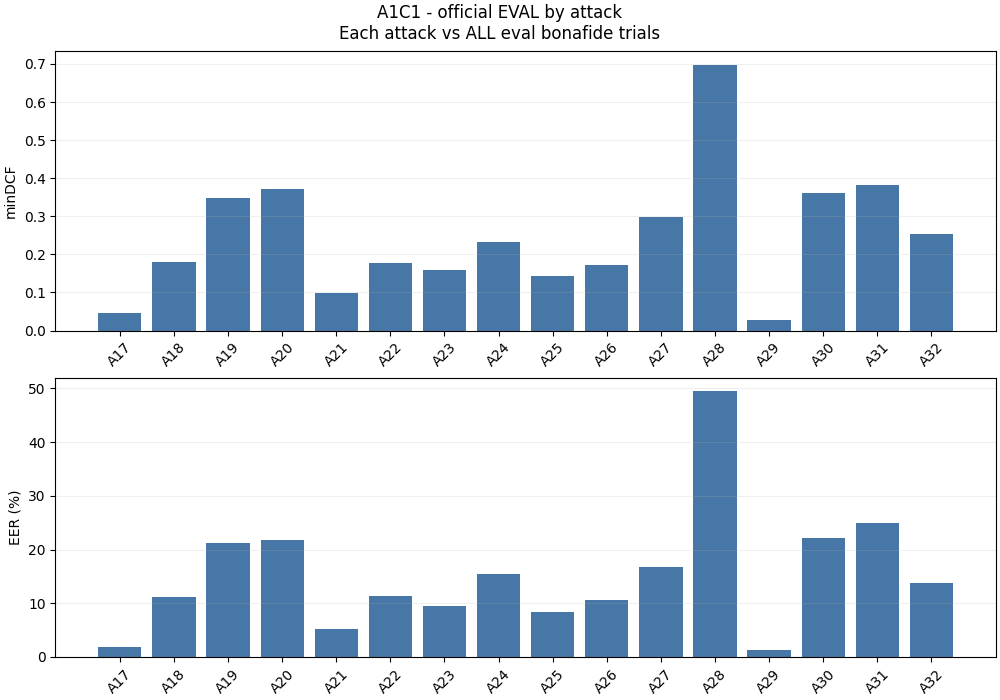 A1C1 - official EVAL by attack
Each attack vs ALL eval bonafide trials
minDCF
0.7
0.6
0.5
0.4
0.3
0.2
0.1
0.0
A17 A18 A19 A20 A21 A22 A23 A24 A25 A26 A27 A28 A29 A30 A31 A32
EER (%)
50
40
30
20
10
0
A17 A18 A19 A20 A21 A22 A23 A24 A25 A26 A27 A28 A29 A30 A31 A32